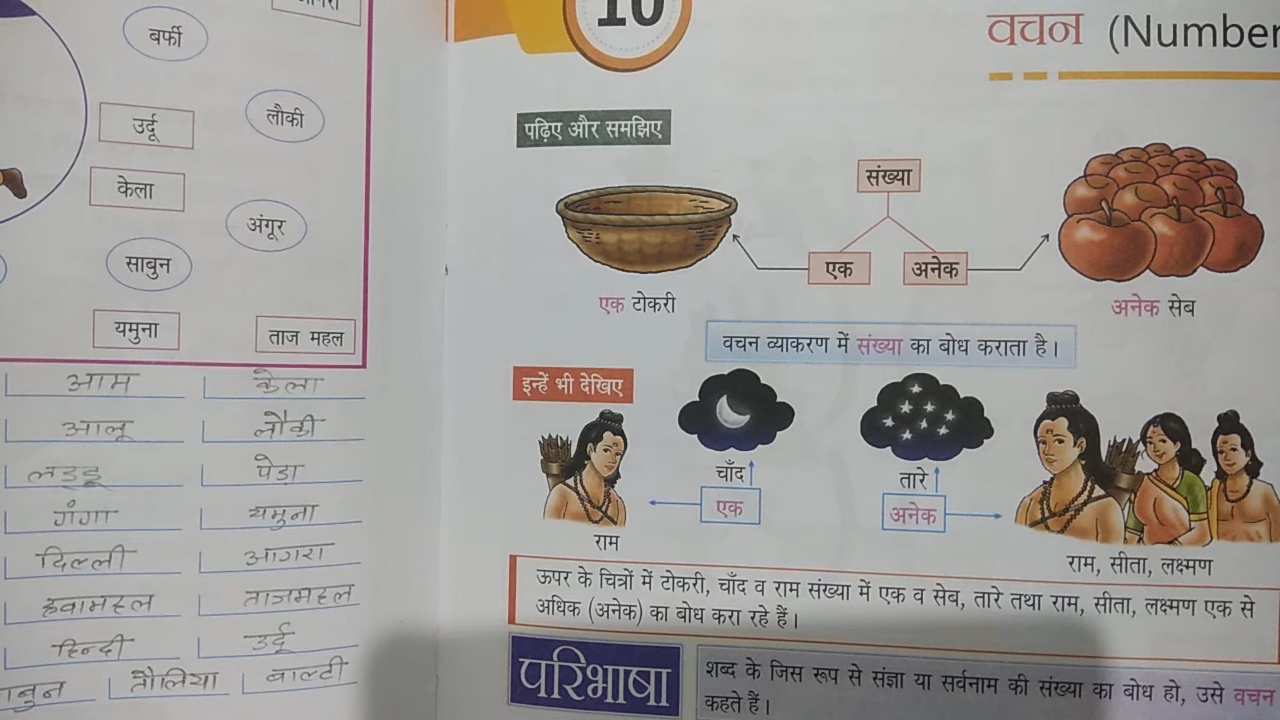 बर्फी
उर्दू
लौकी
केला
अंगूर
साबुन
यमुना
ताज महल
आम केला
आलू लौकी
लड्डू पेडा
गंगा यमुना
दिल्ली आगरा
हवामहल ताजमहल
हिन्दी उर्दू
तौलिया बाल्टी
10
वचन (Number
पढ़िए और समझिए
संख्या
एक अनेक
एक टोकरी
अनेक सेब
वचन व्याकरण में संख्या का बोध कराता है।
इन्हें भी देखिए
चाँद
एक
तारे
अनेक
राम
राम, सीता, लक्ष्मण
ऊपर के चित्रों में टोकरी, चाँद व राम संख्या में एक व सेब, तारे तथा राम, सीता, लक्ष्मण एक से
अधिक (अनेक) का बोध करा रहे हैं।
परिभाषा
शब्द के जिस रूप से संज्ञा या सर्वनाम की संख्या का बोध हो, उसे वचन
कहते हैं।